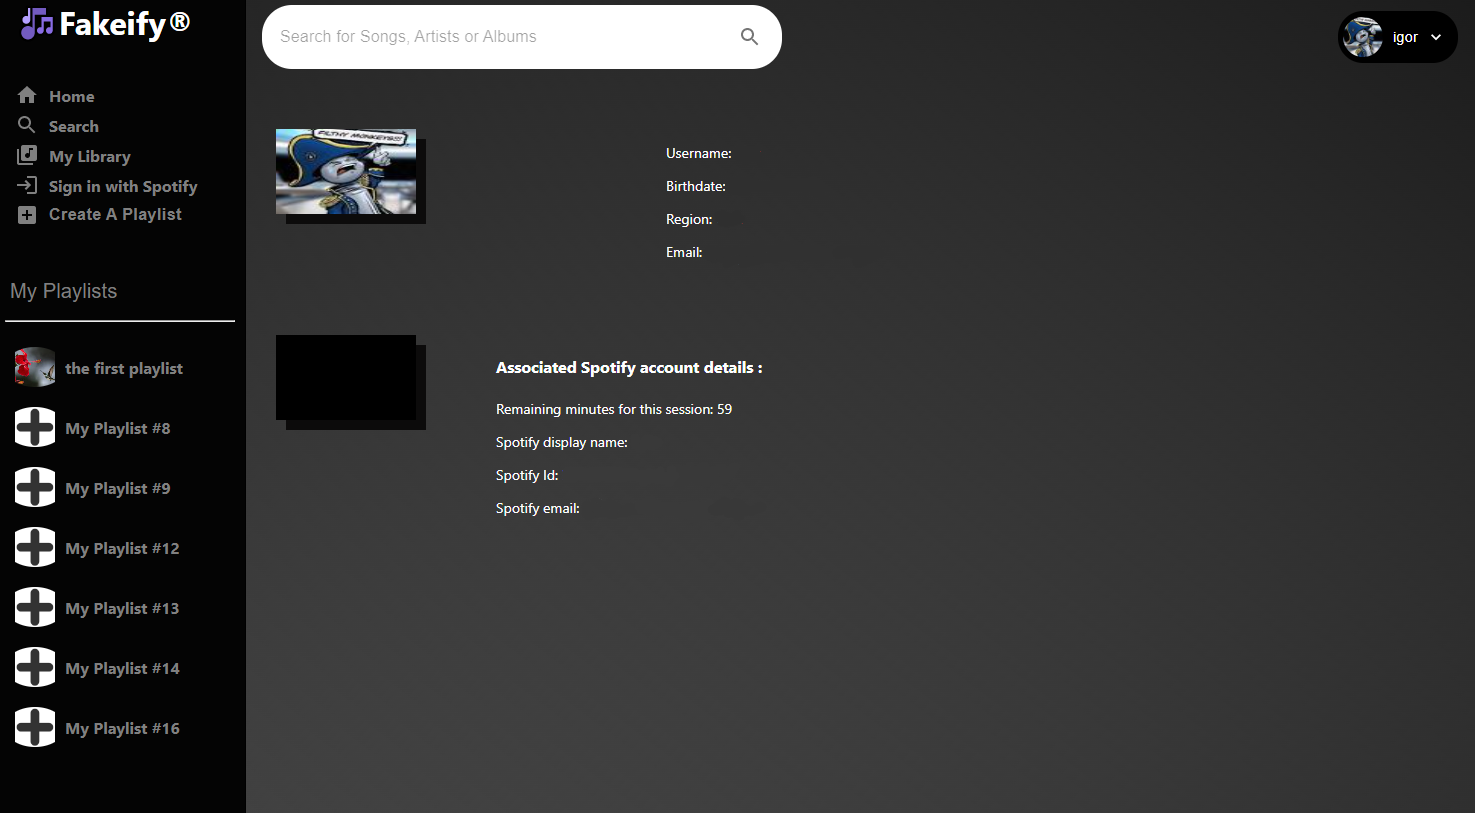 Fakeify®
Home
Search
My Library
Sign in with Spotify
Create A Playlist
My Playlists
the first playlist
My Playlist #8
My Playlist #9
My Playlist #12
My Playlist #13
My Playlist #14
My Playlist #16
Search for Songs, Artists or Albums
igor
FILTHY MONKEYS!!!
Username:
Birthdate:
Region:
Email:
Associated Spotify account details :
Remaining minutes for this session: 59
Spotify display name:
Spotify Id:
Spotify email: